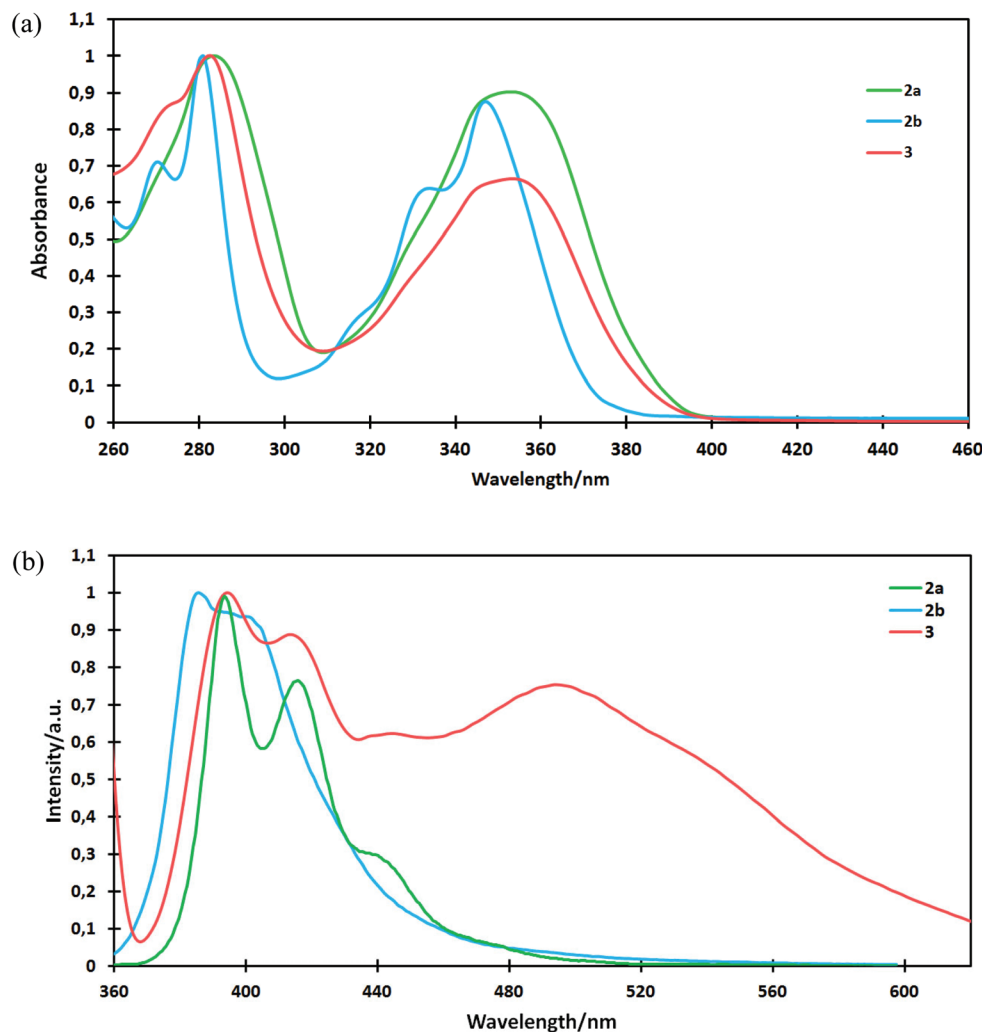 (a)
1,1
1
0,9
0,8
0,7
0,6
0,5
0,4
0,3
0,2
0,1
0
Absorbance
260 280 300 320 340 360 380 400 420 440 460
Wavelength/nm
2a
2b
3
(b)
1,1
1
0,9
0,8
0,7
0,6
0,5
0,4
0,3
0,2
0,1
0
Intensity/a.u.
360 400 440 480 520 560 600
Wavelength/nm
2a
2b
3